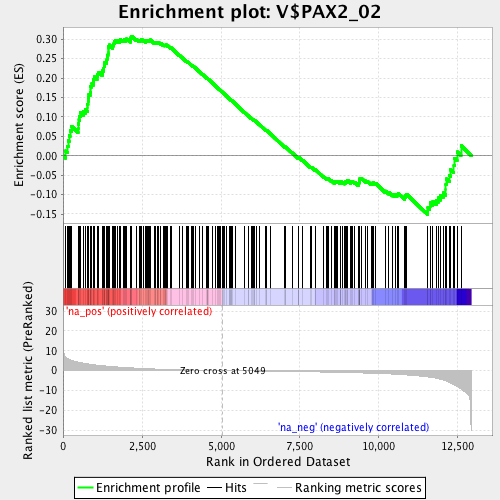 Enrichment plot: V$PAX2_02
Enrichment score (ES)
0.30
0.25
0.20
0.15
0.10
0.05
0.00
-0.05
-0.10
-0.15
'na_pos' (positively correlated)
Ranked list metric (PreRanked)
30
20
10
0
-10
-20
-30
Zero cross at 5049
'na_neg' (negatively correlated)
0
2,500
5,000
7,500
10,000
12,500
Rank in Ordered Dataset
Enrichment profile
Hits
Ranking metric scores